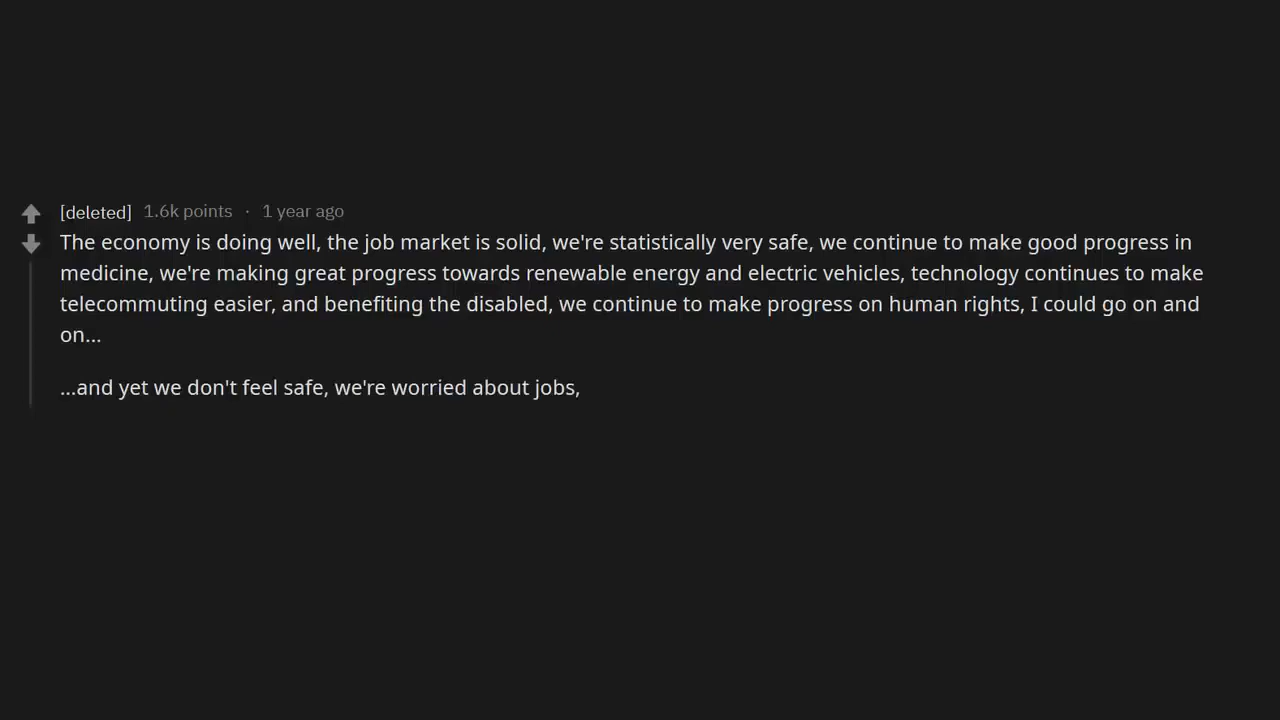 [deleted] 1.6k points · 1 year ago
The economy is doing well, the job market is solid, we're statistically very safe, we continue to make good progress in
medicine, we're making great progress towards renewable energy and electric vehicles, technology continues to make
telecommuting easier, and benefiting the disabled, we continue to make progress on human rights, I could go on and
on...
...and yet we don't feel safe, we're worried about jobs,